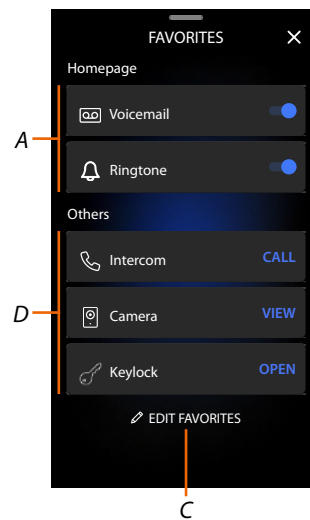 FAVORITES
Homepage
A
Voicemail
Ringtone
Others
D
Intercom CALL
Camera VIEW
Keylock OPEN
EDIT FAVORITES
C